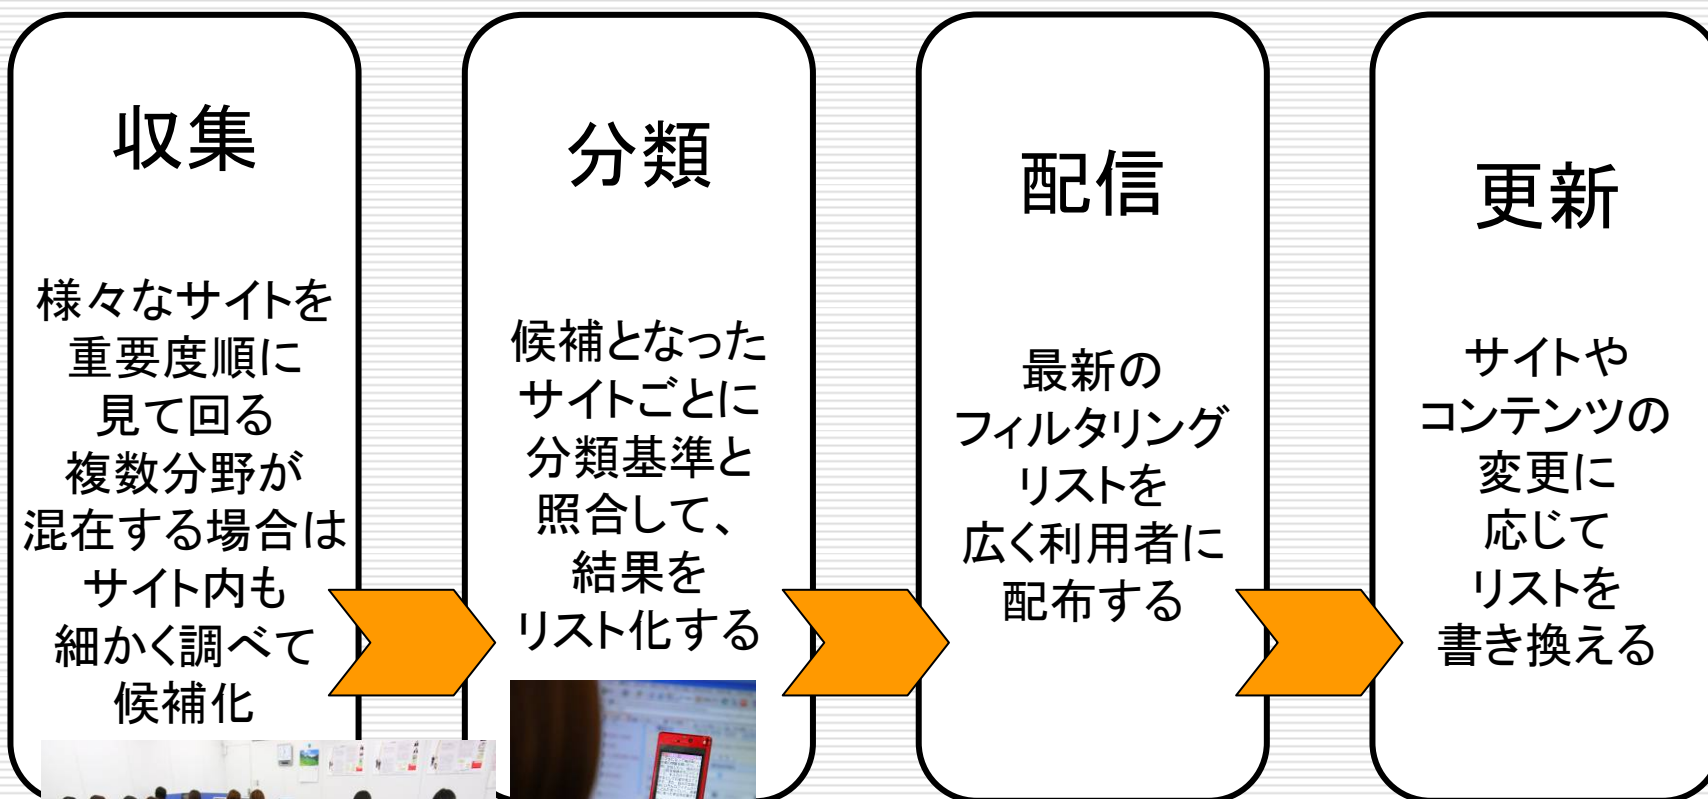 収集
様々なサイトを
重要度順に
見て回る
複数分野が
混在する場合は
サイト内も
細かく調べて
候補化
分類
候補となった
サイトごとに
分類基準と
照合して、
結果を
リスト化する
配信
最新の
フィルタリング
リストを
広く利用者に
配布する
更新
サイトや
コンテンツの
変更に
応じて
リストを
書き換える